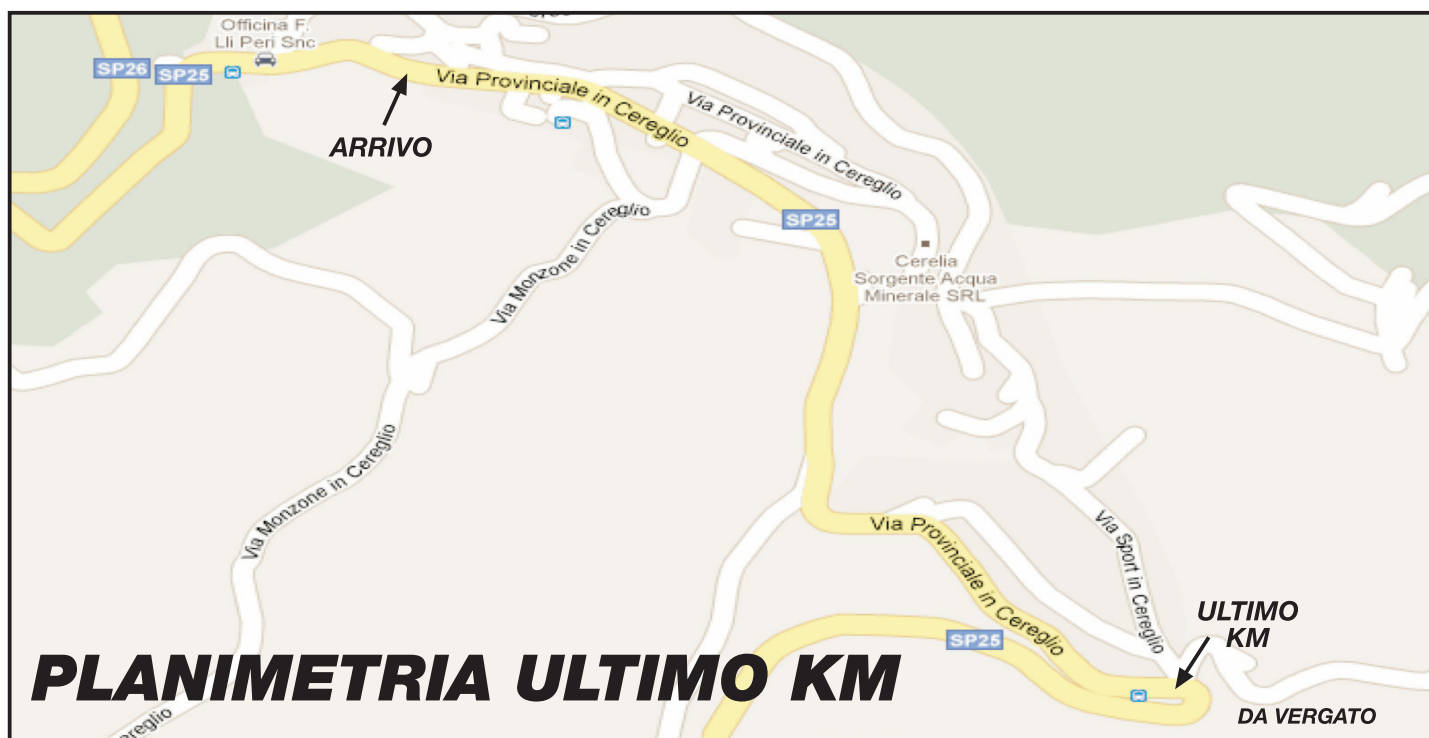 Officina F.
Lli Peri Snc
SP26
SP25
Via Provinciale in Cereglio
ARRIVO
Via Provinciale in Cereglio
SP25
Via Monzone in Cereglio
Cerelia
Sorgente Acqua
Minerale SRL
Via Monzone in Cereglio
Via Provinciale in Cereglio
Via Sport in Cereglio
ULTIMO
KM
SP25
PLANIMETRIA ULTIMO KM
DA VERGATO
ereglio